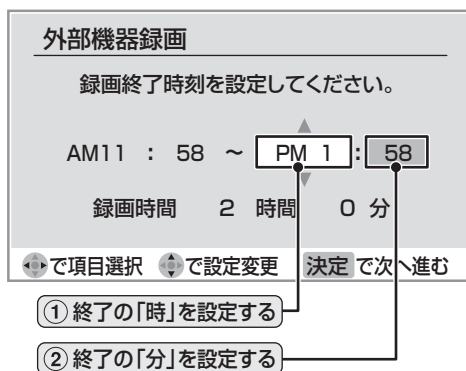 外部機器録画
録画終了時刻を設定してください。
AM11 : 58 ~ PM 1 : 58
録画時間 2 時間 0 分
で項目選択 で設定変更 決定 で次へ進む
① 終了の「時」を設定する
② 終了の「分」を設定する